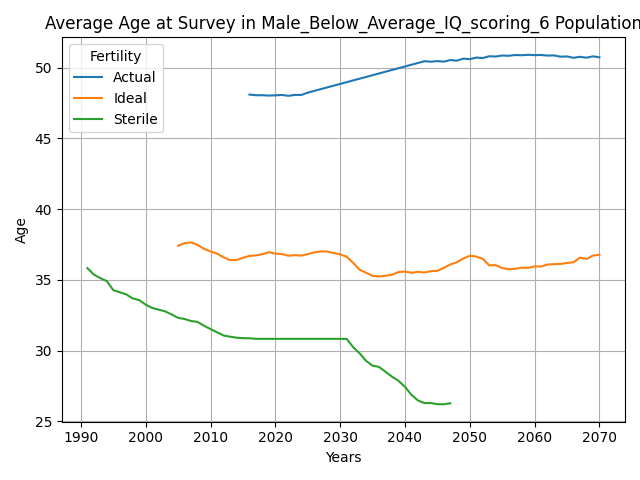 Average Age at Survey in Male_Below_Average_IQ_scoring_6 Population
Fertility
Actual
Ideal
Sterile
Age
50
45
40
35
30
25
1990 2000 2010 2020 2030 2040 2050 2060 2070
Years